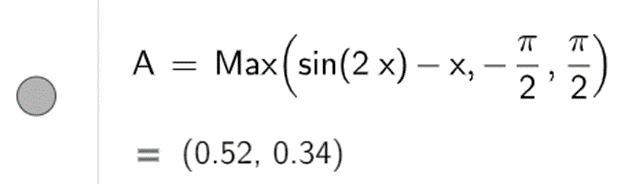 A = Max(sin(2 x) − x, −π/2, π/2)
= (0.52, 0.34)